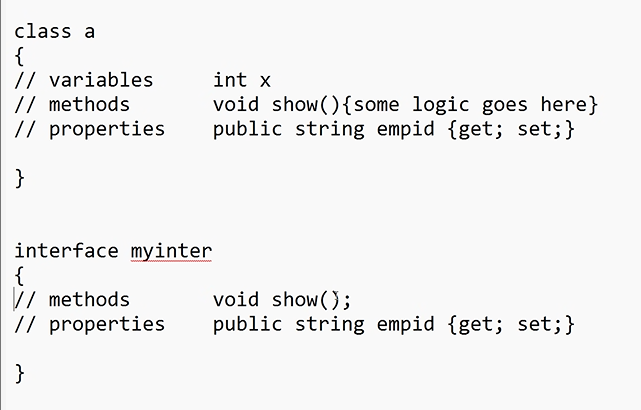 class a
{
// variables     int x
// methods       void show(){some logic goes here}
// properties    public string empid {get; set;}
}
interface myinter
{
// methods       void show();
// properties    public string empid {get; set;}
}